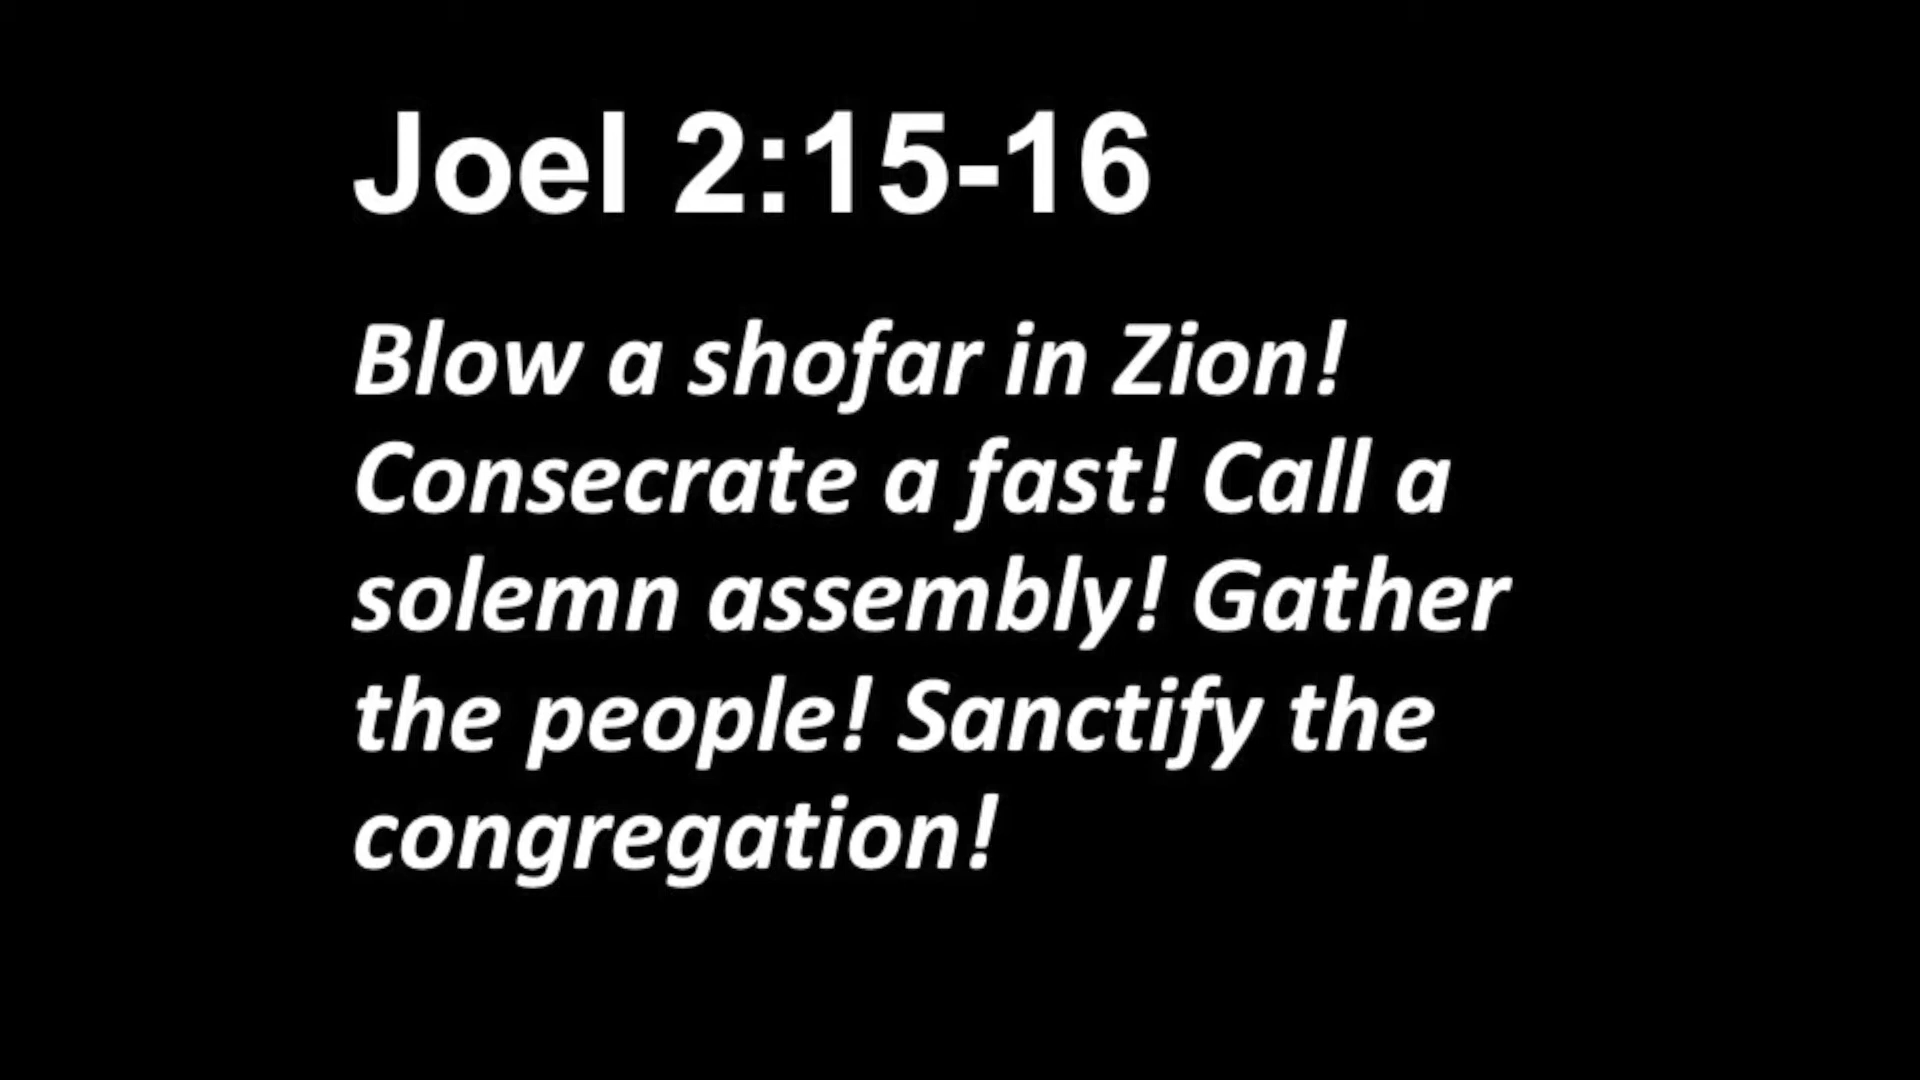 Joel 2:15-16
Blow a shofar in Zion!
Consecrate a fast! Call a
solemn assembly! Gather
the people! Sanctify the
congregation!